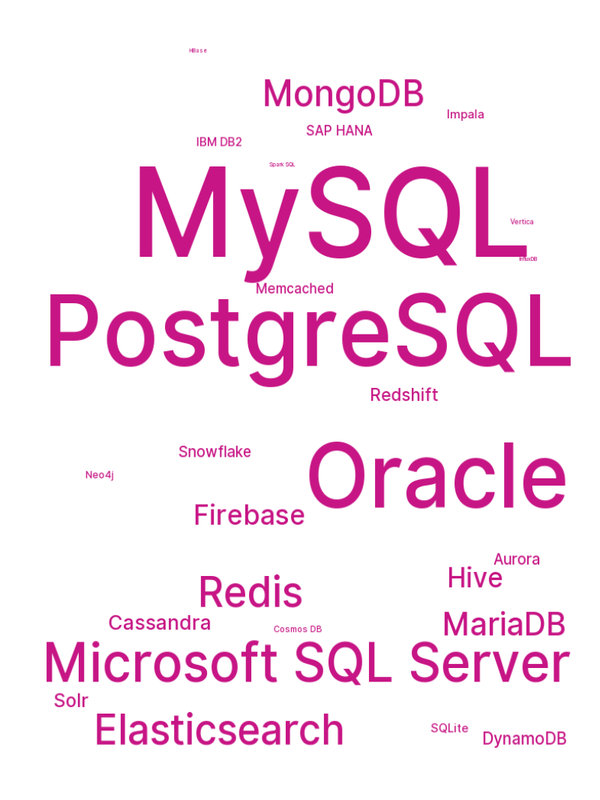 HBase
MongoDB
Impala
SAP HANA
IBM DB2
Spark SQL
MySQL
Vertica
Memcached
PostgreSQL
Redshift
Oracle
Snowflake
Neo4j
Firebase
Aurora
Hive
Redis
Cassandra
MariaDB
Cosmos DB
Microsoft SQL Server
Solr
Elasticsearch
SQLite
DynamoDB